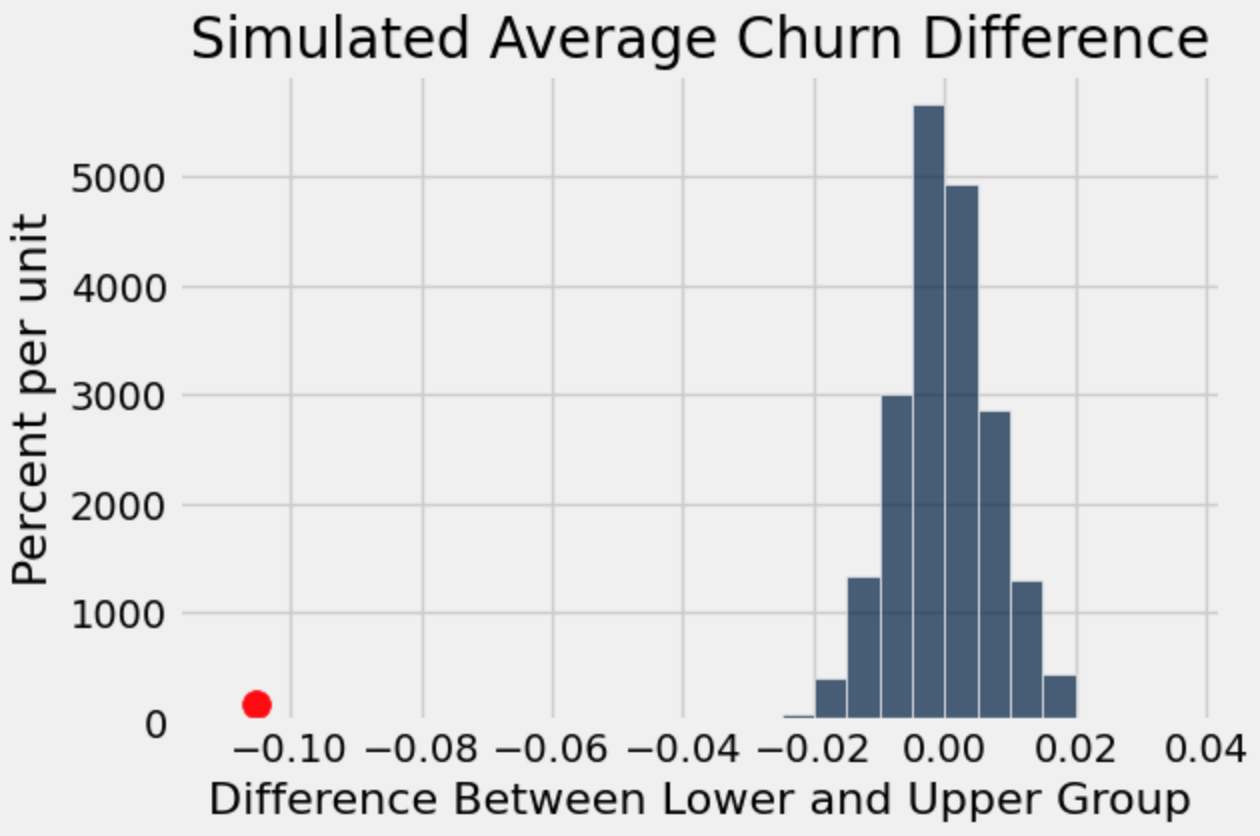 Simulated Average Churn Difference
Percent per unit
5000
4000
3000
2000
1000
0
−0.10 −0.08 −0.06 −0.04 −0.02 0.00 0.02 0.04
Difference Between Lower and Upper Group